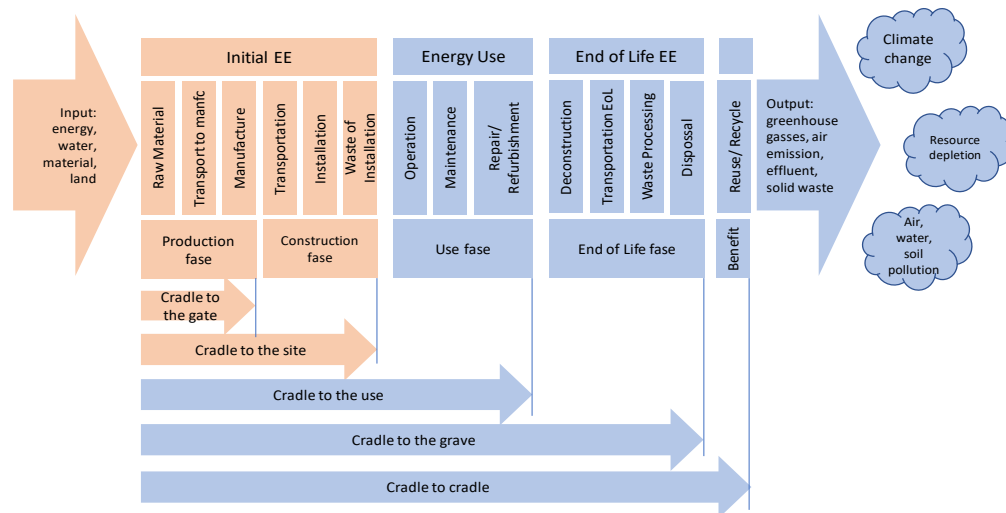 Initial EE
Energy Use
End of Life EE
Input:
energy,
water,
material,
land
Raw Material
Transport to manfc
Manufacture
Transportation
Installation
Waste of
Installation
Operation
Maintenance
Repair/
Refurbishment
Deconstruction
Transportation EoL
Waste Processing
Dispossal
Reuse/ Recycle
Output:
greenhouse
gasses, air
emission,
effluent,
solid waste
Climate
change
Resource
depletion
Air,
water,
soil
pollution
Production
fase
Construction
fase
Use fase
End of Life fase
Benefit
Cradle to
the gate
Cradle to the site
Cradle to the use
Cradle to the grave
Cradle to cradle